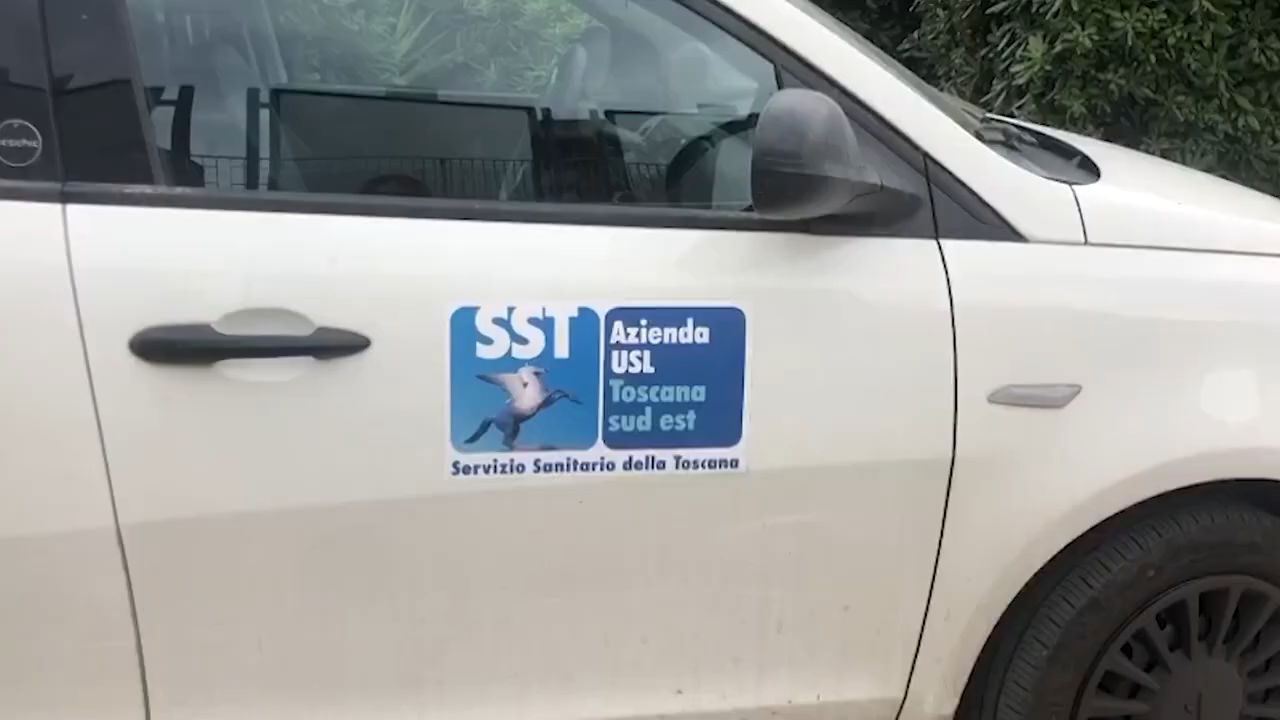 SST
Azienda
USL
Toscana
sud est
Servizio Sanitario della Toscana